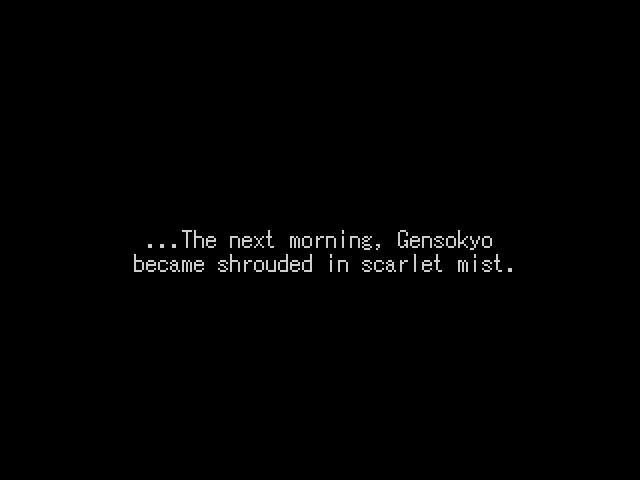 ...The next morning, Gensokyo
became shrouded in scarlet mist.